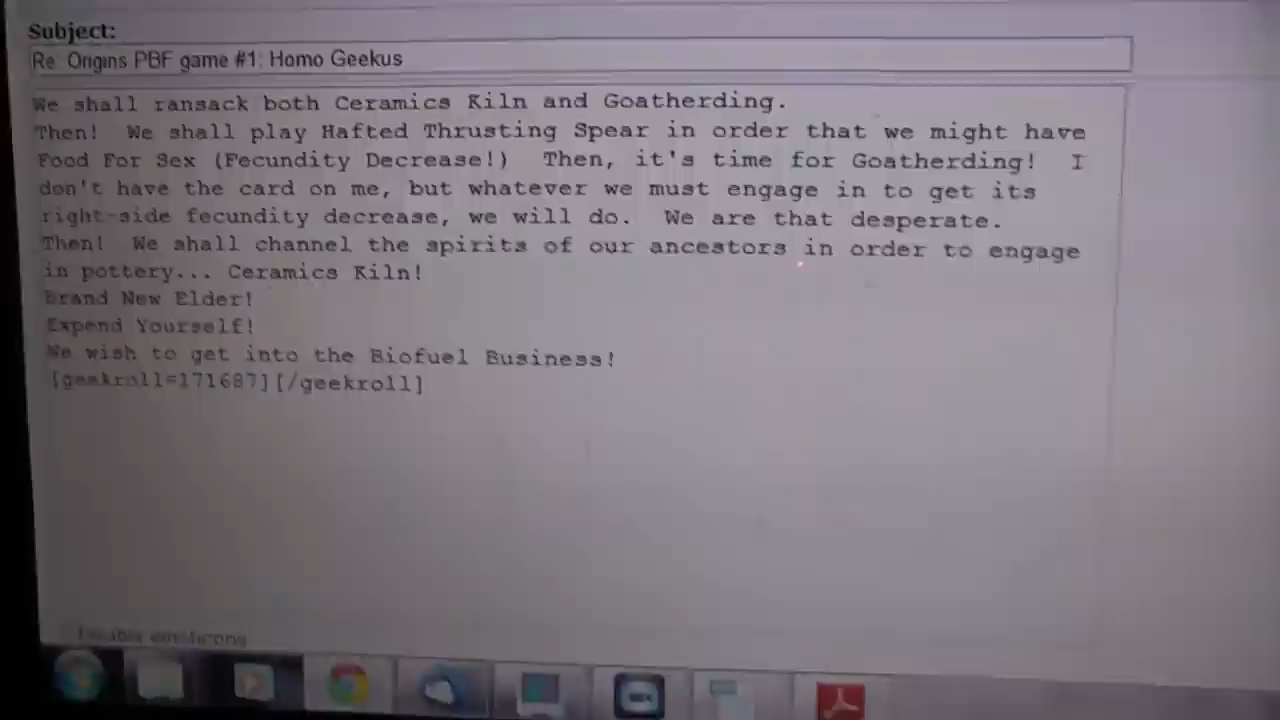 Subject:
Re: Origins PBF game #1: Homo Geekus
We shall ransack both Ceramics Kiln and Goatherding.
Then!  We shall play Hafted Thrusting Spear in order that we might have
Food For Sex (Fecundity Decrease!)  Then, it's time for Goatherding!  I
don't have the card on me, but whatever we must engage in to get its
right-side fecundity decrease, we will do.  We are that desperate.
Then!  We shall channel the spirits of our ancestors in order to engage
in pottery... Ceramics Kiln!
Brand New Elder!
Expend Yourself!
We wish to get into the Biofuel Business!
[geekroll=171687][/geekroll]
Disable emoticons